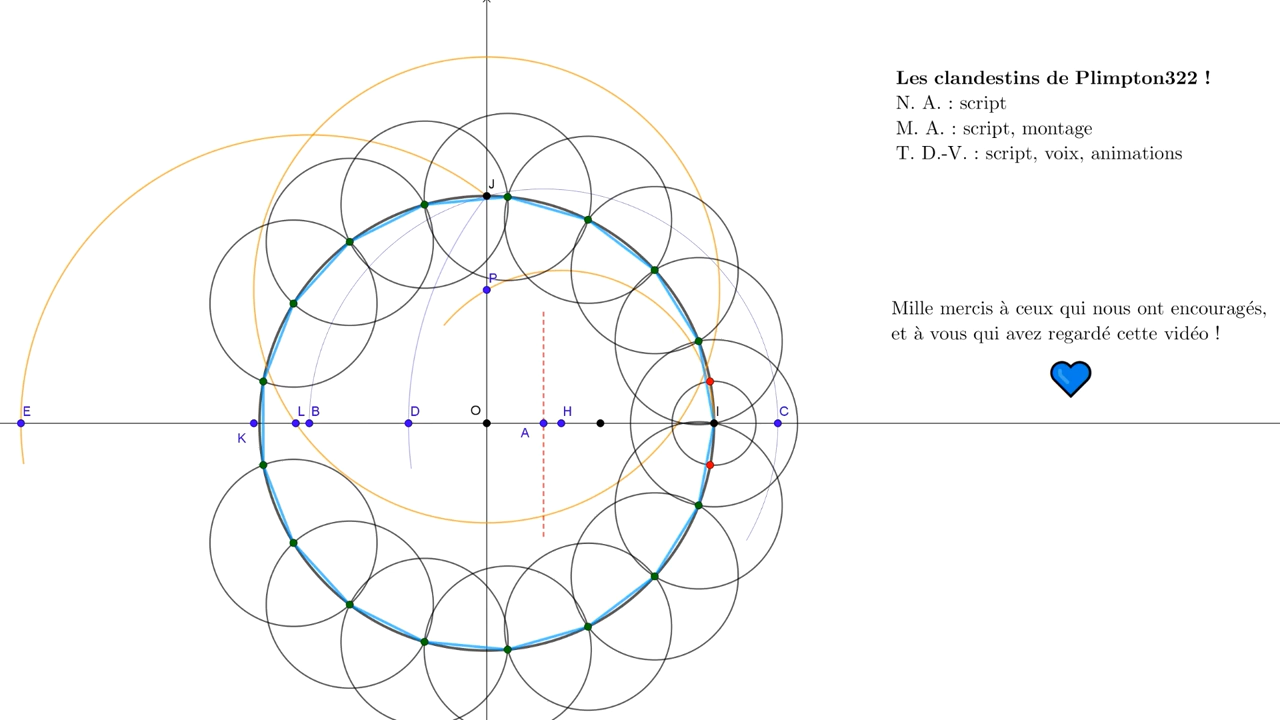 Les clandestins de Plimpton322 !
N. A. : script
M. A. : script, montage
T. D.-V. : script, voix, animations
J
P
Mille mercis à ceux qui nous ont encouragés,
et à vous qui avez regardé cette vidéo !
E
L B D O H I C
K A